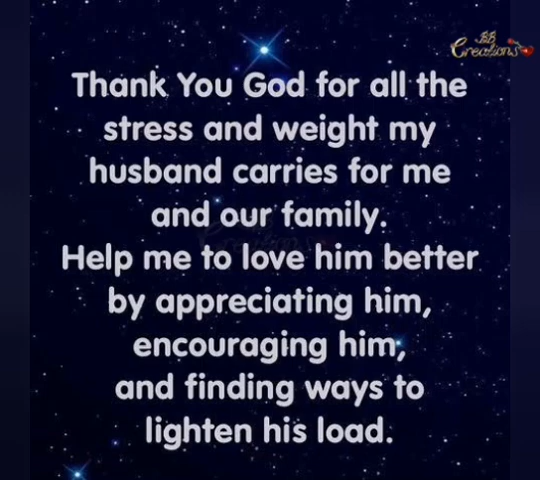 BB
Creations
Thank You God for all the
stress and weight my
husband carries for me
and our family.
Help me to love him better
by appreciating him,
encouraging him,
and finding ways to
lighten his load.